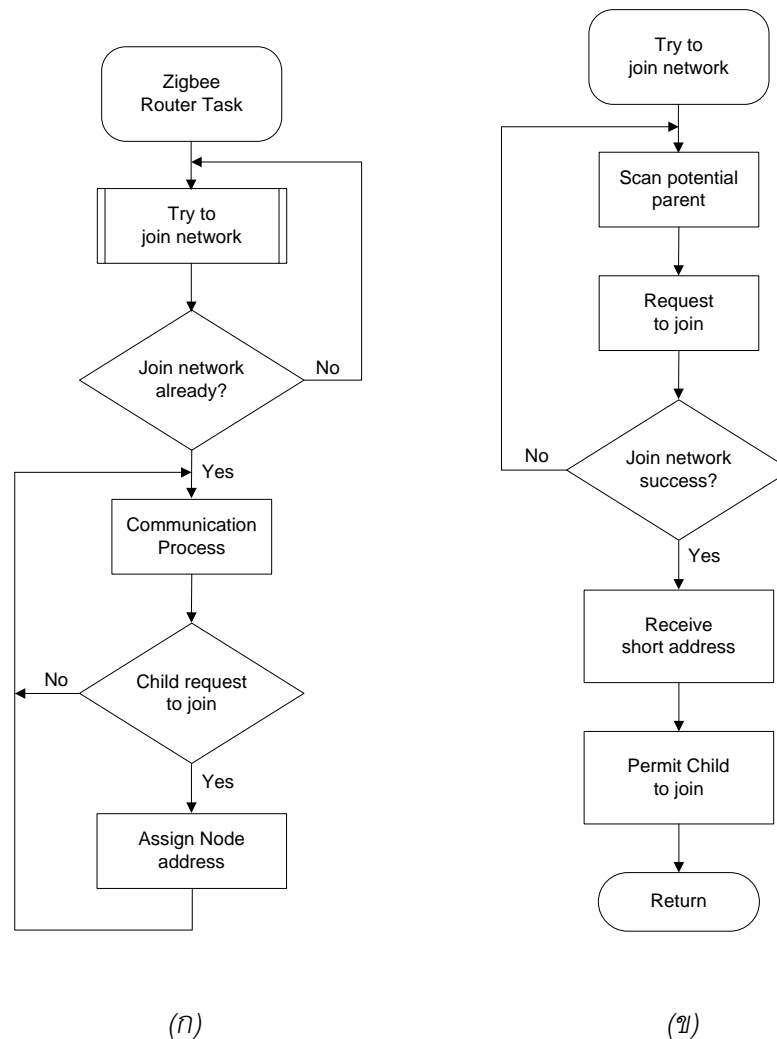 Zigbee
Router Task
Try to
join network
Join network
already?
No
Yes
Communication
Process
Child request
to join
No
Yes
Assign Node
address
(ก)
Try to
join network
Scan potential
parent
Request
to join
Join network
success?
No
Yes
Receive
short address
Permit Child
to join
Return
(ข)